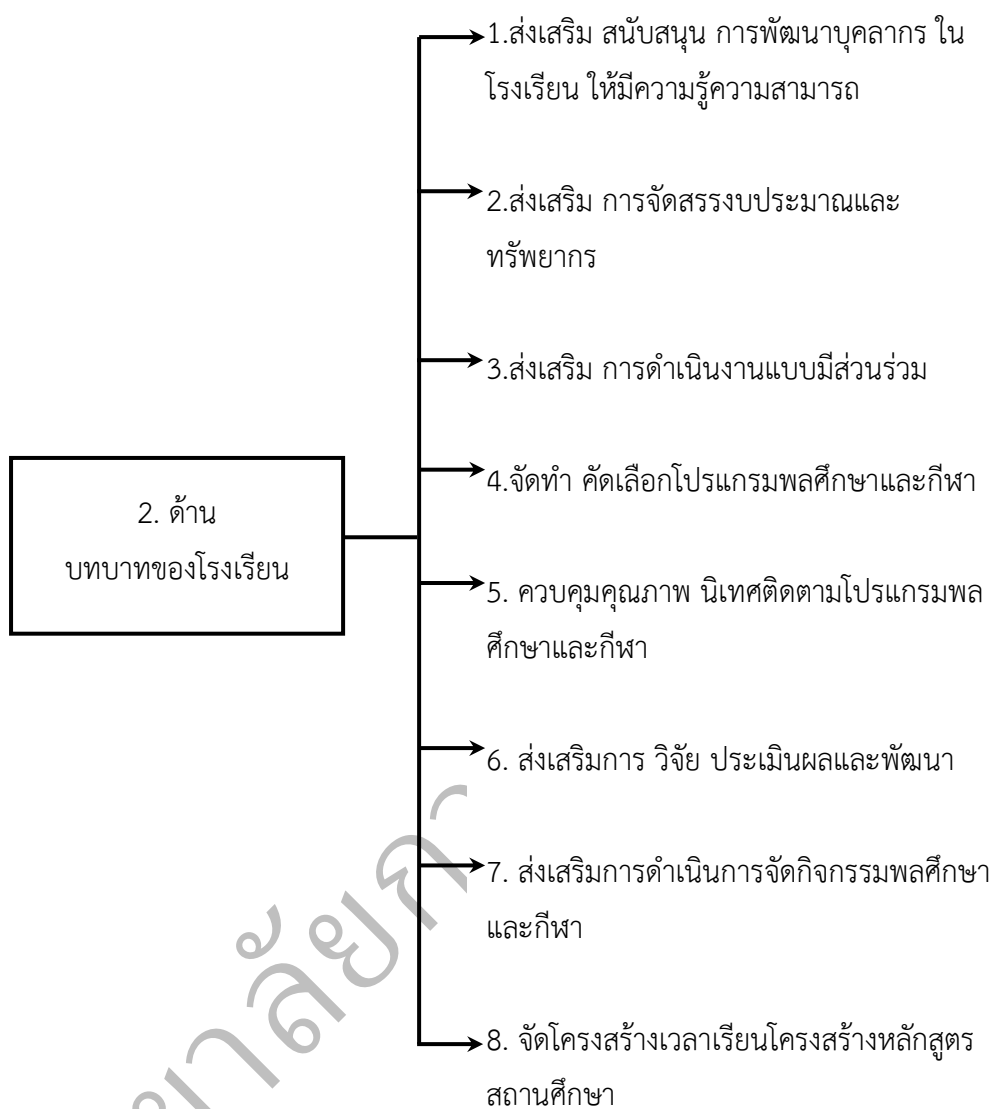 1.ส่งเสริม สนับสนุน การพัฒนาบุคลากร ใน
โรงเรียน ให้มีความรู้ความสามารถ
2.ส่งเสริม การจัดสรรงบประมาณและ
ทรัพยากร
3.ส่งเสริม การดำเนินงานแบบมีส่วนร่วม
4.จัดทำ คัดเลือกโปรแกรมพลศึกษาและกีฬา
2. ด้าน
บทบาทของโรงเรียน
5. ควบคุมคุณภาพ นิเทศติดตามโปรแกรมพล
ศึกษาและกีฬา
6. ส่งเสริมการ วิจัย ประเมินผลและพัฒนา
7. ส่งเสริมการดำเนินการจัดกิจกรรมพลศึกษา
และกีฬา
8. จัดโครงสร้างเวลาเรียนโครงสร้างหลักสูตร
สถานศึกษา